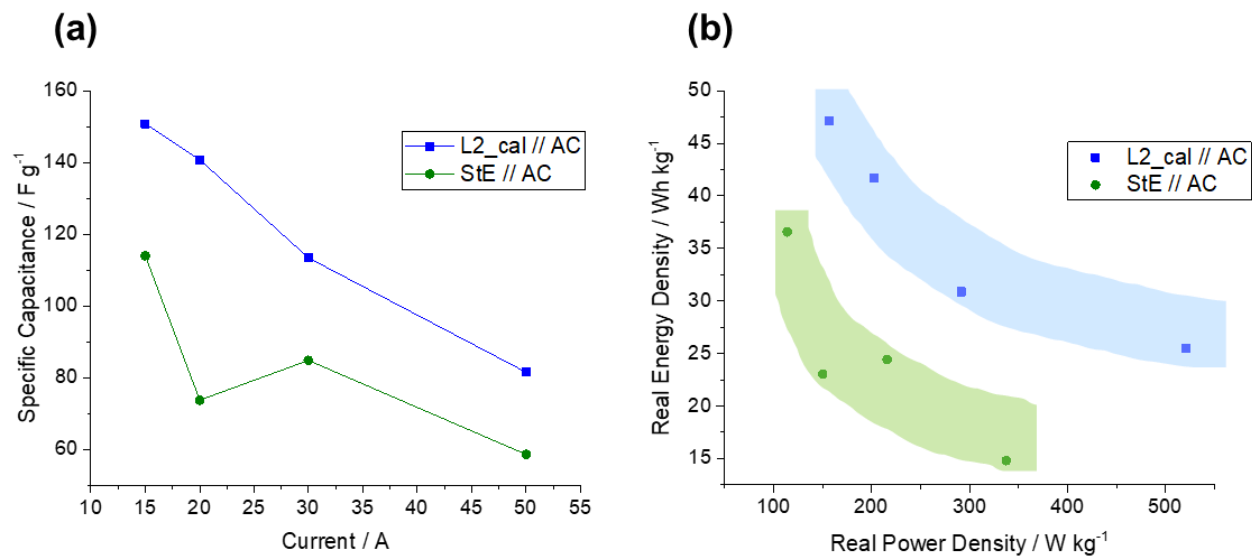 (a)
160
140
120
100
80
60
10 15 20 25 30 35 40 45 50 55
Specific Capacitance / F g⁻¹
Current / A
L2_cal // AC
StE // AC
(b)
50
45
40
35
30
25
20
15
100 200 300 400 500
Real Energy Density / Wh kg⁻¹
Real Power Density / W kg⁻¹
L2_cal // AC
StE // AC